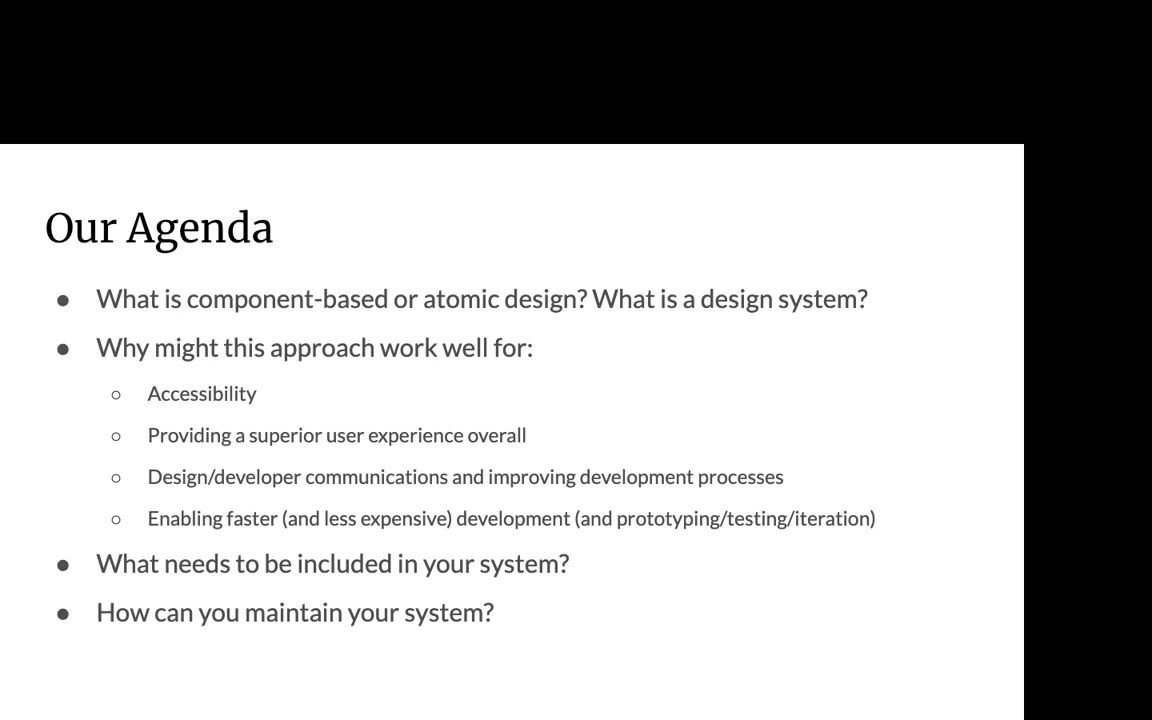 Our Agenda
● What is component-based or atomic design? What is a design system?
● Why might this approach work well for:
○ Accessibility
○ Providing a superior user experience overall
○ Design/developer communications and improving development processes
○ Enabling faster (and less expensive) development (and prototyping/testing/iteration)
● What needs to be included in your system?
● How can you maintain your system?